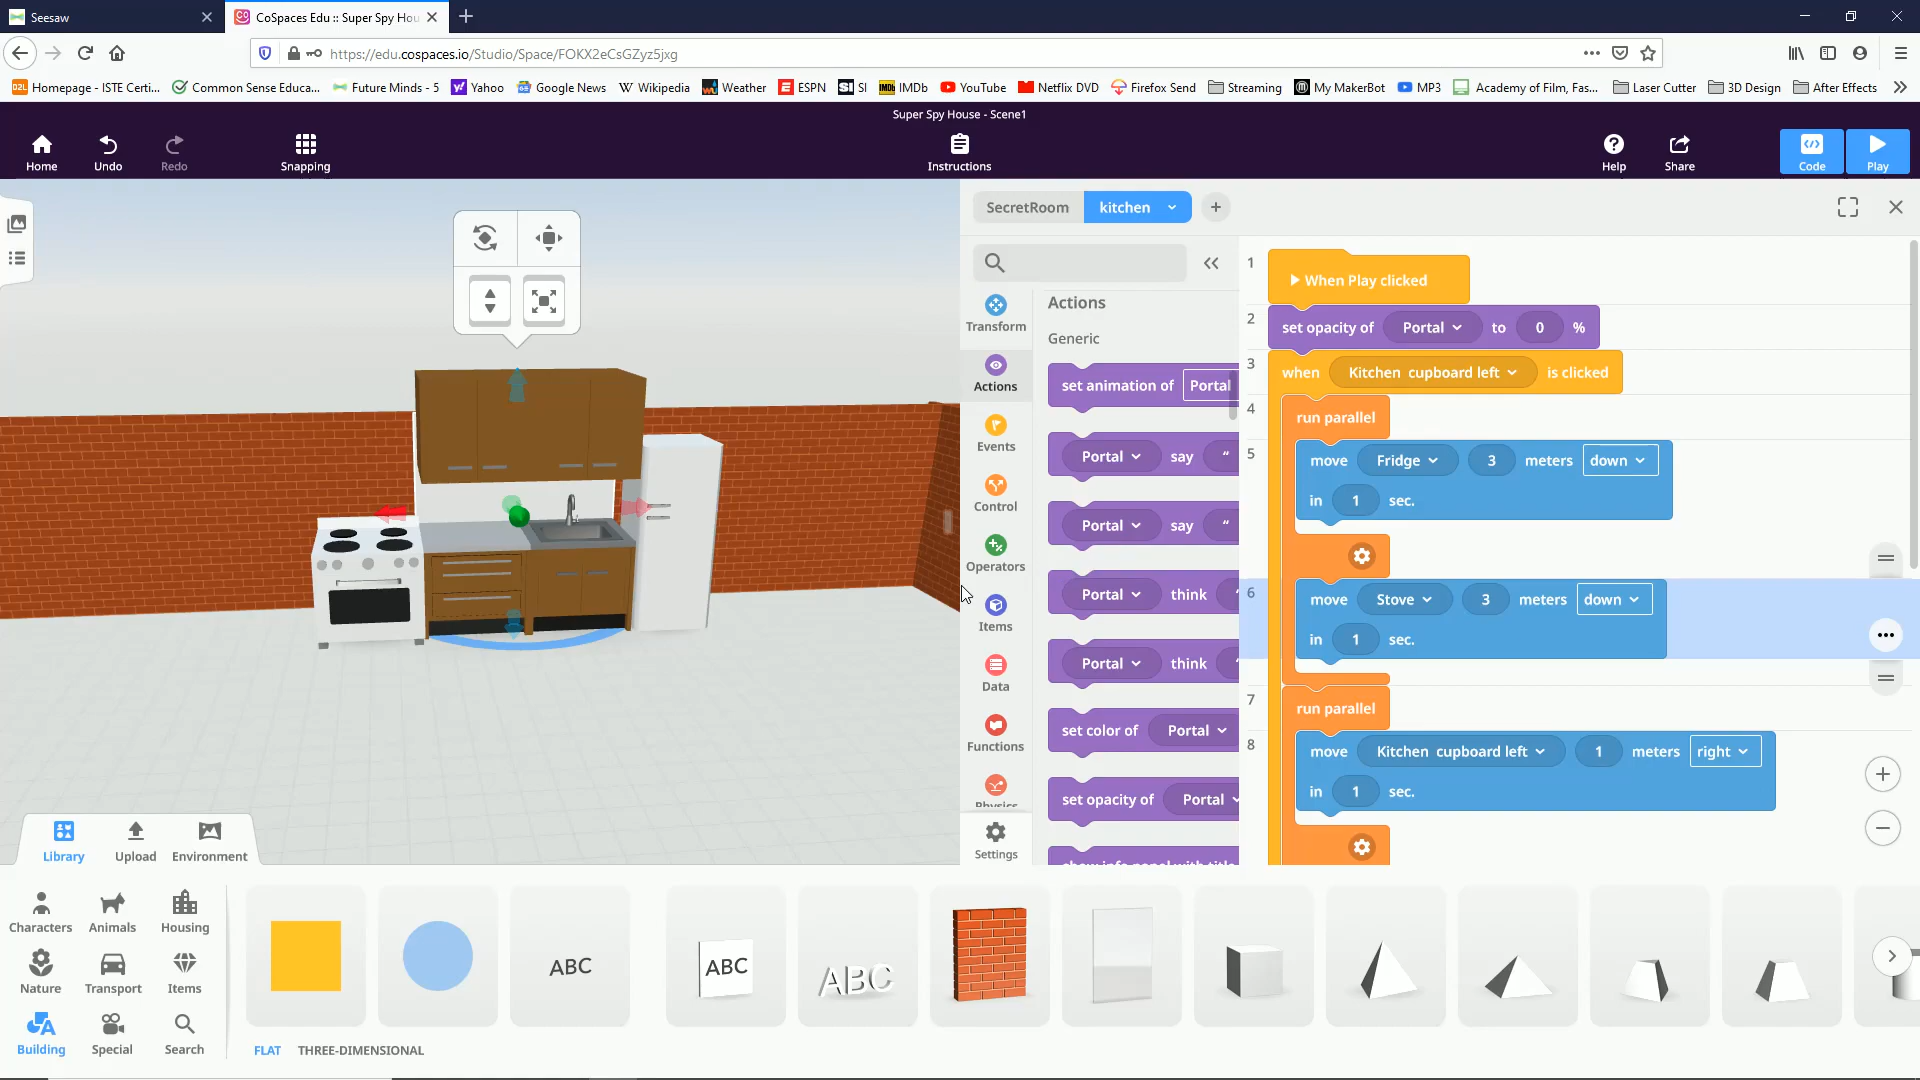 Seesaw
CoSpaces Edu :: Super Spy Hou
https://edu.cospaces.io/Studio/Space/FOKX2eCsGZyz5jxg
Homepage - ISTE Certi... Common Sense Educa... Future Minds - 5 Yahoo Google News Wikipedia Weather ESPN SI IMDb YouTube Netflix DVD Firefox Send Streaming My MakerBot MP3 Academy of Film, Fas... Laser Cutter 3D Design After Effects
Super Spy House - Scene1
Home Undo Redo Snapping Instructions Help Share Code Play
SecretRoom kitchen
Transform
Actions
Events
Control
Operators
Items
Data
Functions
Physics
Settings
Actions
Generic
set animation of Portal
Portal say “
Portal say “
Portal think
Portal think
set color of Portal
set opacity of Portal
show info panel with title
1 When Play clicked
2 set opacity of Portal to 0 %
3 when Kitchen cupboard left is clicked
4 run parallel
5 move Fridge 3 meters down
in 1 sec.
6 move Stove 3 meters down
in 1 sec.
7 run parallel
8 move Kitchen cupboard left 1 meters right
in 1 sec.
Library Upload Environment
Characters Animals Housing
Nature Transport Items
Building Special Search
ABC
ABC
ABC
FLAT THREE-DIMENSIONAL